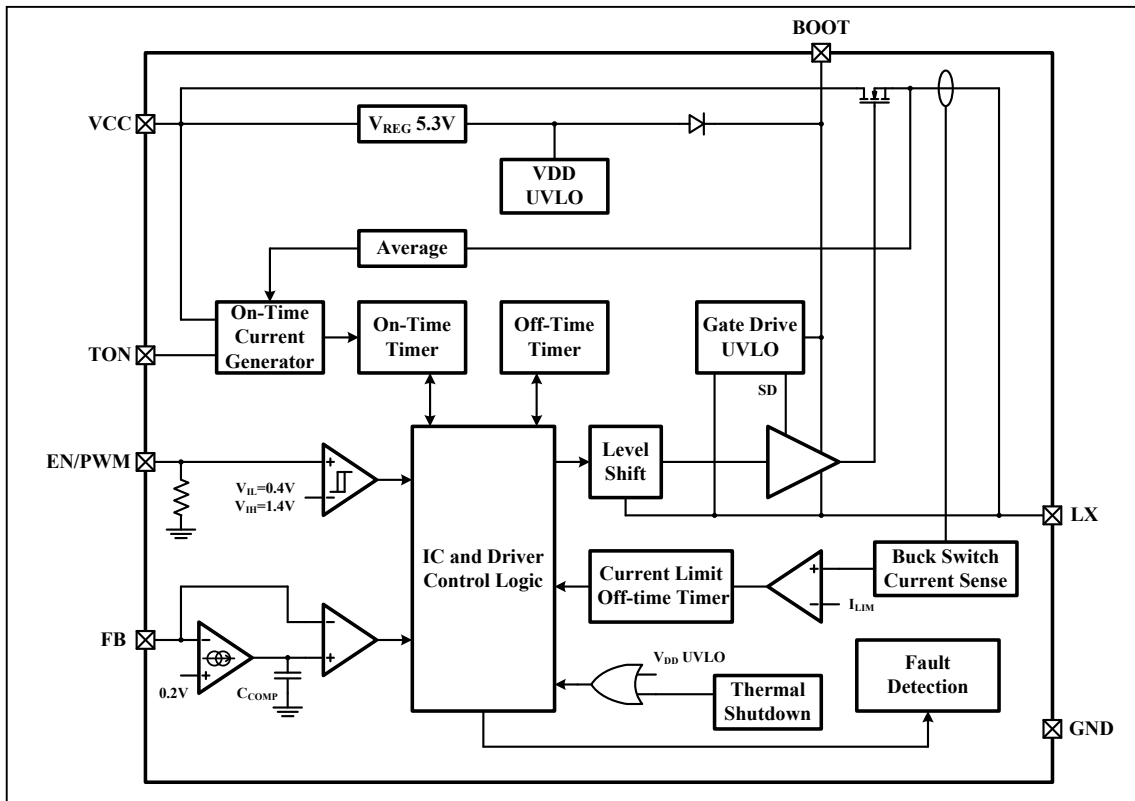 BOOT
VCC
VREG 5.3V
VDD
UVLO
Average
On-Time
Current
Generator
On-Time
Timer
Off-Time
Timer
Gate Drive
UVLO
TON
SD
EN/PWM
VIL=0.4V
VIH=1.4V
Level
Shift
LX
IC and Driver
Control Logic
Current Limit
Off-time Timer
Buck Switch
Current Sense
ILIM
FB
0.2V
CCOMP
VDD UVLO
Thermal
Shutdown
Fault
Detection
GND